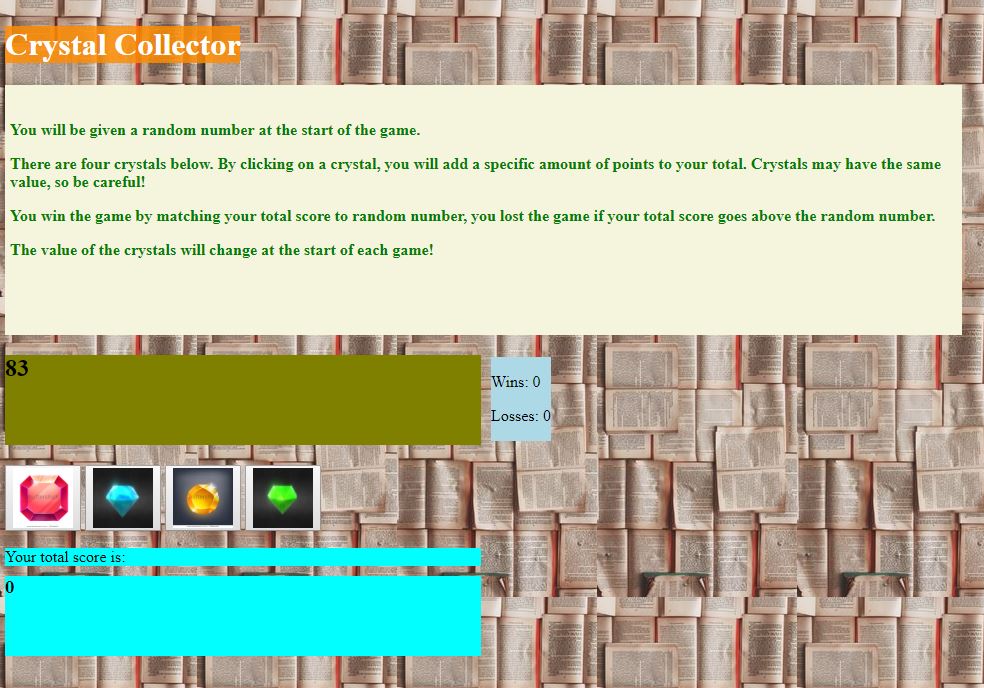 Crystal Collector
You will be given a random number at the start of the game.
There are four crystals below. By clicking on a crystal, you will add a specific amount of points to your total. Crystals may have the same
value, so be careful!
You win the game by matching your total score to random number, you lost the game if your total score goes above the random number.
The value of the crystals will change at the start of each game!
83
Wins: 0
Losses: 0
Your total score is:
0